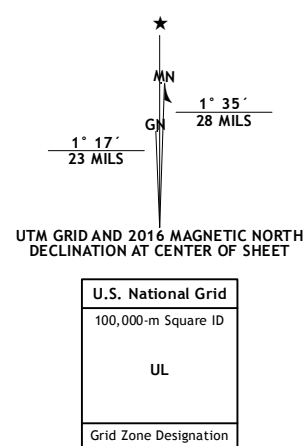 MN
1° 35´
28 MILS
GN
1° 17´
23 MILS
UTM GRID AND 2016 MAGNETIC NORTH
DECLINATION AT CENTER OF SHEET
U.S. National Grid
100,000-m Square ID
UL
Grid Zone Designation